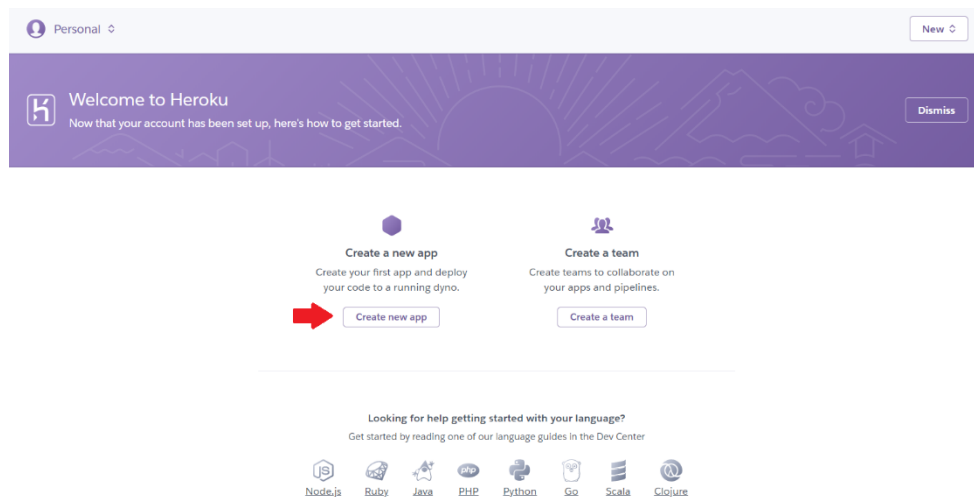 Personal
New
Welcome to Heroku
Now that your account has been set up, here's how to get started.
Dismiss
Create a new app
Create your first app and deploy
your code to a running dyno.
Create new app
Create a team
Create teams to collaborate on
your apps and pipelines.
Create a team
Looking for help getting started with your language?
Get started by reading one of our language guides in the Dev Center
JS
php
Node.js Ruby Java PHP Python Go Scala Clojure